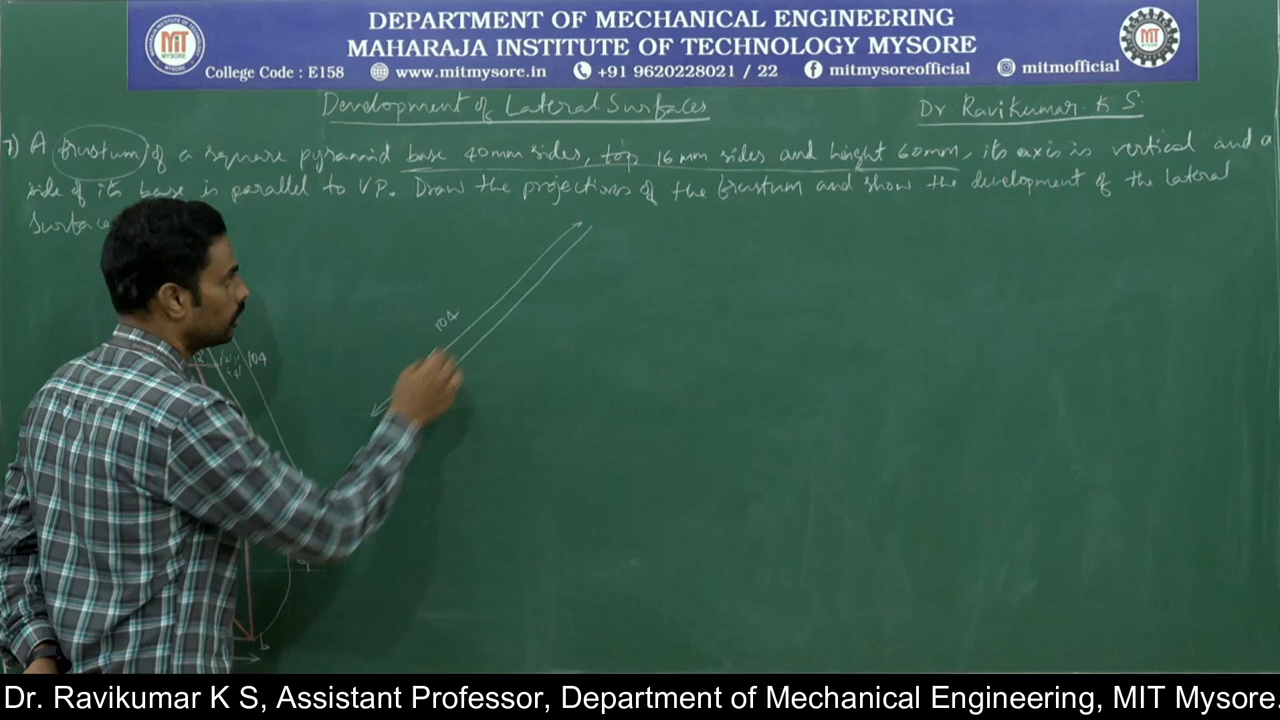 DEPARTMENT OF MECHANICAL ENGINEERING
MAHARAJA INSTITUTE OF TECHNOLOGY MYSORE
College Code : E158 www.mitmysore.in +91 9620228021 / 22 mitmysoreofficial mitmofficial
MIT MYSORE
MIT
Development of Lateral Surfaces
Dr Ravikumar. K S.
7) A frustum of a square pyramid base 40mm sides, top 16 mm sides and height 60mm, its axis is vertical and a
side of its base is parallel to VP. Draw the projections of the frustum and show the development of the lateral
Surface
104
104
b
Dr. Ravikumar K S, Assistant Professor, Department of Mechanical Engineering, MIT Mysore.